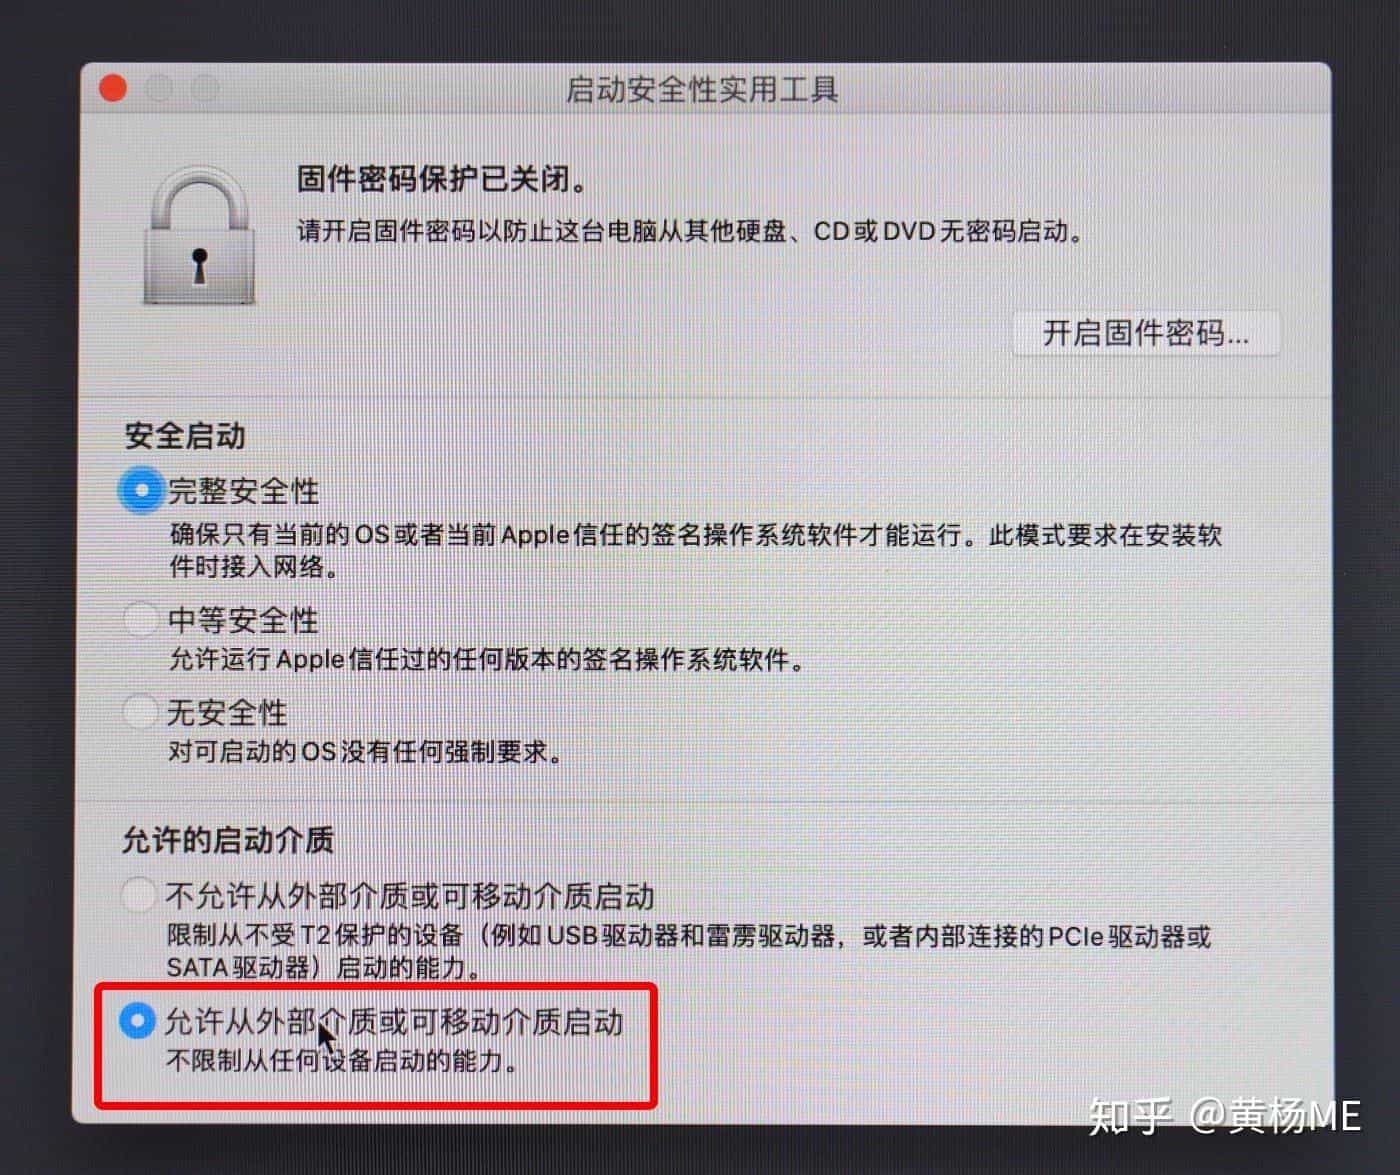 启动安全性实用工具
固件密码保护已关闭。
请开启固件密码以防止这台电脑从其他硬盘、CD或DVD无密码启动。
开启固件密码...
安全启动
完整安全性
确保只有当前的OS或者当前Apple信任的签名操作系统软件才能运行。此模式要求在安装软
件时接入网络。
中等安全性
允许运行Apple信任过的任何版本的签名操作系统软件。
无安全性
对可启动的OS没有任何强制要求。
允许的启动介质
不允许从外部介质或可移动介质启动
限制从不受T2保护的设备（例如USB驱动器和雷雳驱动器，或者内部连接的PCIe驱动器或
SATA驱动器）启动的能力。
允许从外部介质或可移动介质启动
不限制从任何设备启动的能力。
知乎 @黄杨ME